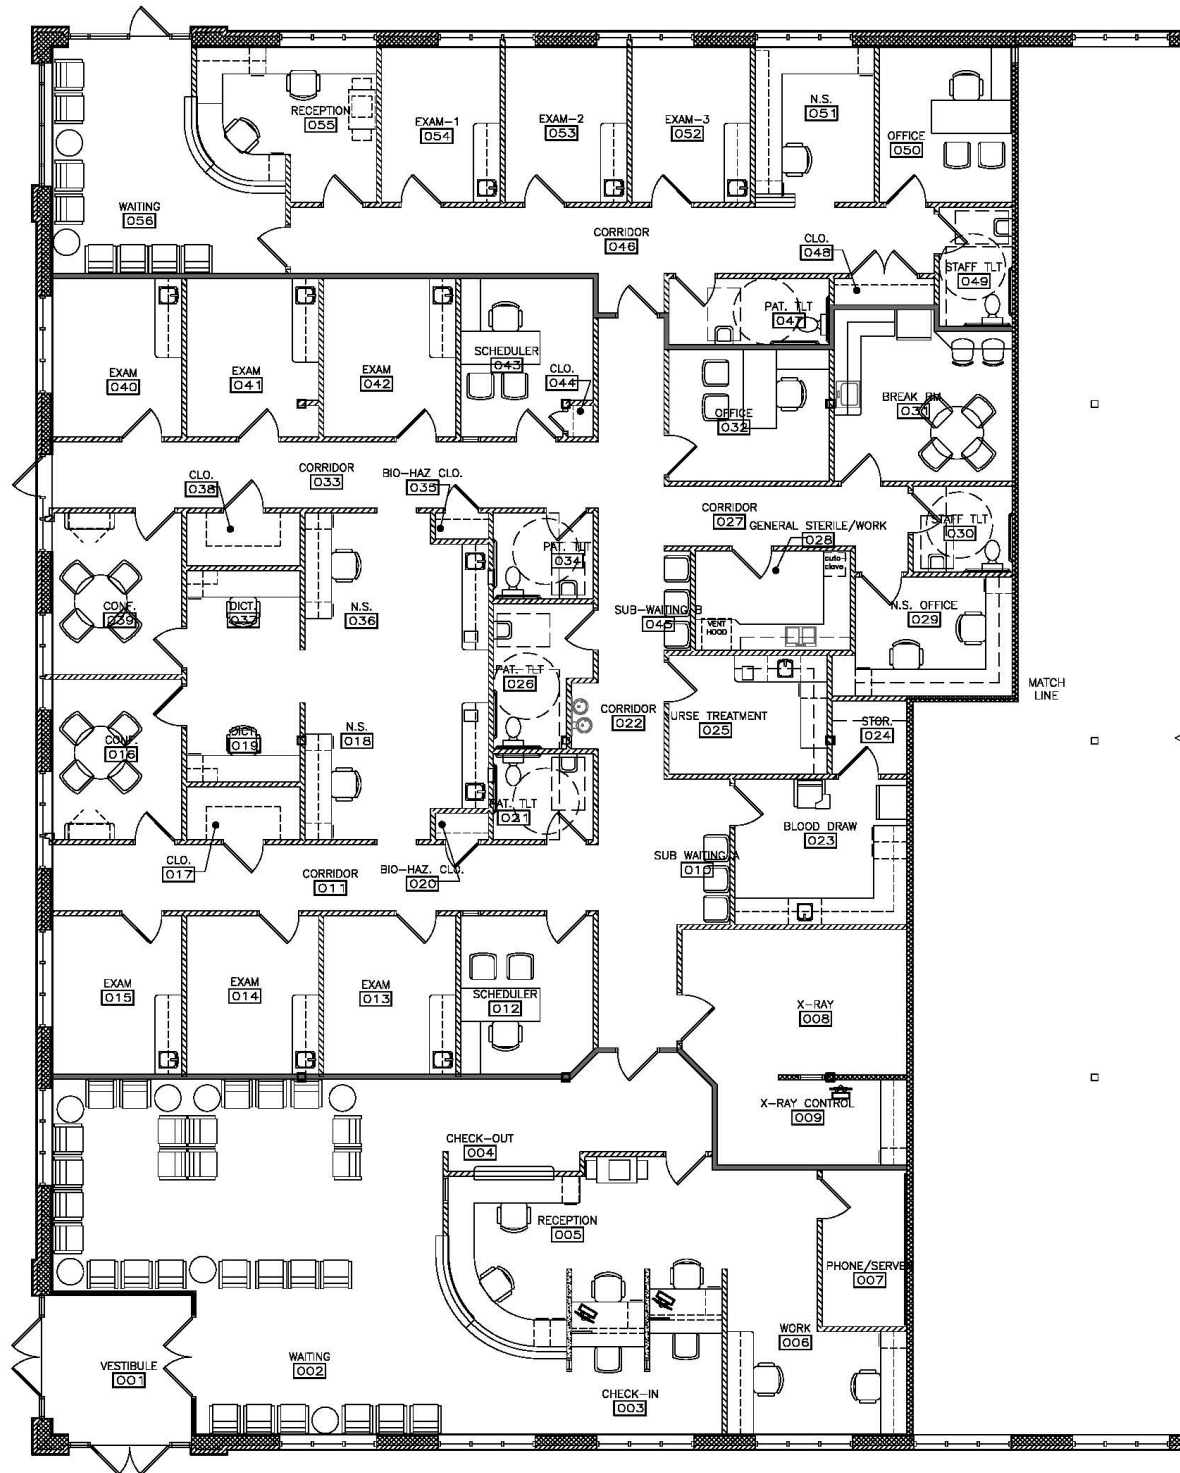 RECEPTION
055
EXAM-1
054
EXAM-2
053
EXAM-3
052
N.S.
051
OFFICE
050
WAITING
056
CORRIDOR
046
CLO.
048
STAFF TLT
049
PAT. TLT
047
EXAM
040
EXAM
041
EXAM
042
SCHEDULER
043
CLO.
044
OFFICE
032
BREAK RM
031
CLO.
038
CORRIDOR
033
BIO-HAZ CLO.
035
CORRIDOR
027
GENERAL STERILE/WORK
028
STAFF TLT
030
PAT. TLT
034
auto
clave
CONF.
039
DICT.
037
N.S.
036
SUB-WAITING B
045
VENT
HOOD
N.S. OFFICE
029
PAT. TLT
026
MATCH
LINE
CONF.
016
DICT.
019
N.S.
018
CORRIDOR
022
URSE TREATMENT
025
STOR.
024
PAT. TLT
021
BLOOD DRAW
023
CLO.
017
CORRIDOR
011
BIO-HAZ. CLO.
020
SUB WAITING A
010
EXAM
015
EXAM
014
EXAM
013
SCHEDULER
012
X-RAY
008
X-RAY CONTROL
009
CHECK-OUT
004
RECEPTION
005
PHONE/SERVER
007
WORK
006
VESTIBULE
001
WAITING
002
CHECK-IN
003